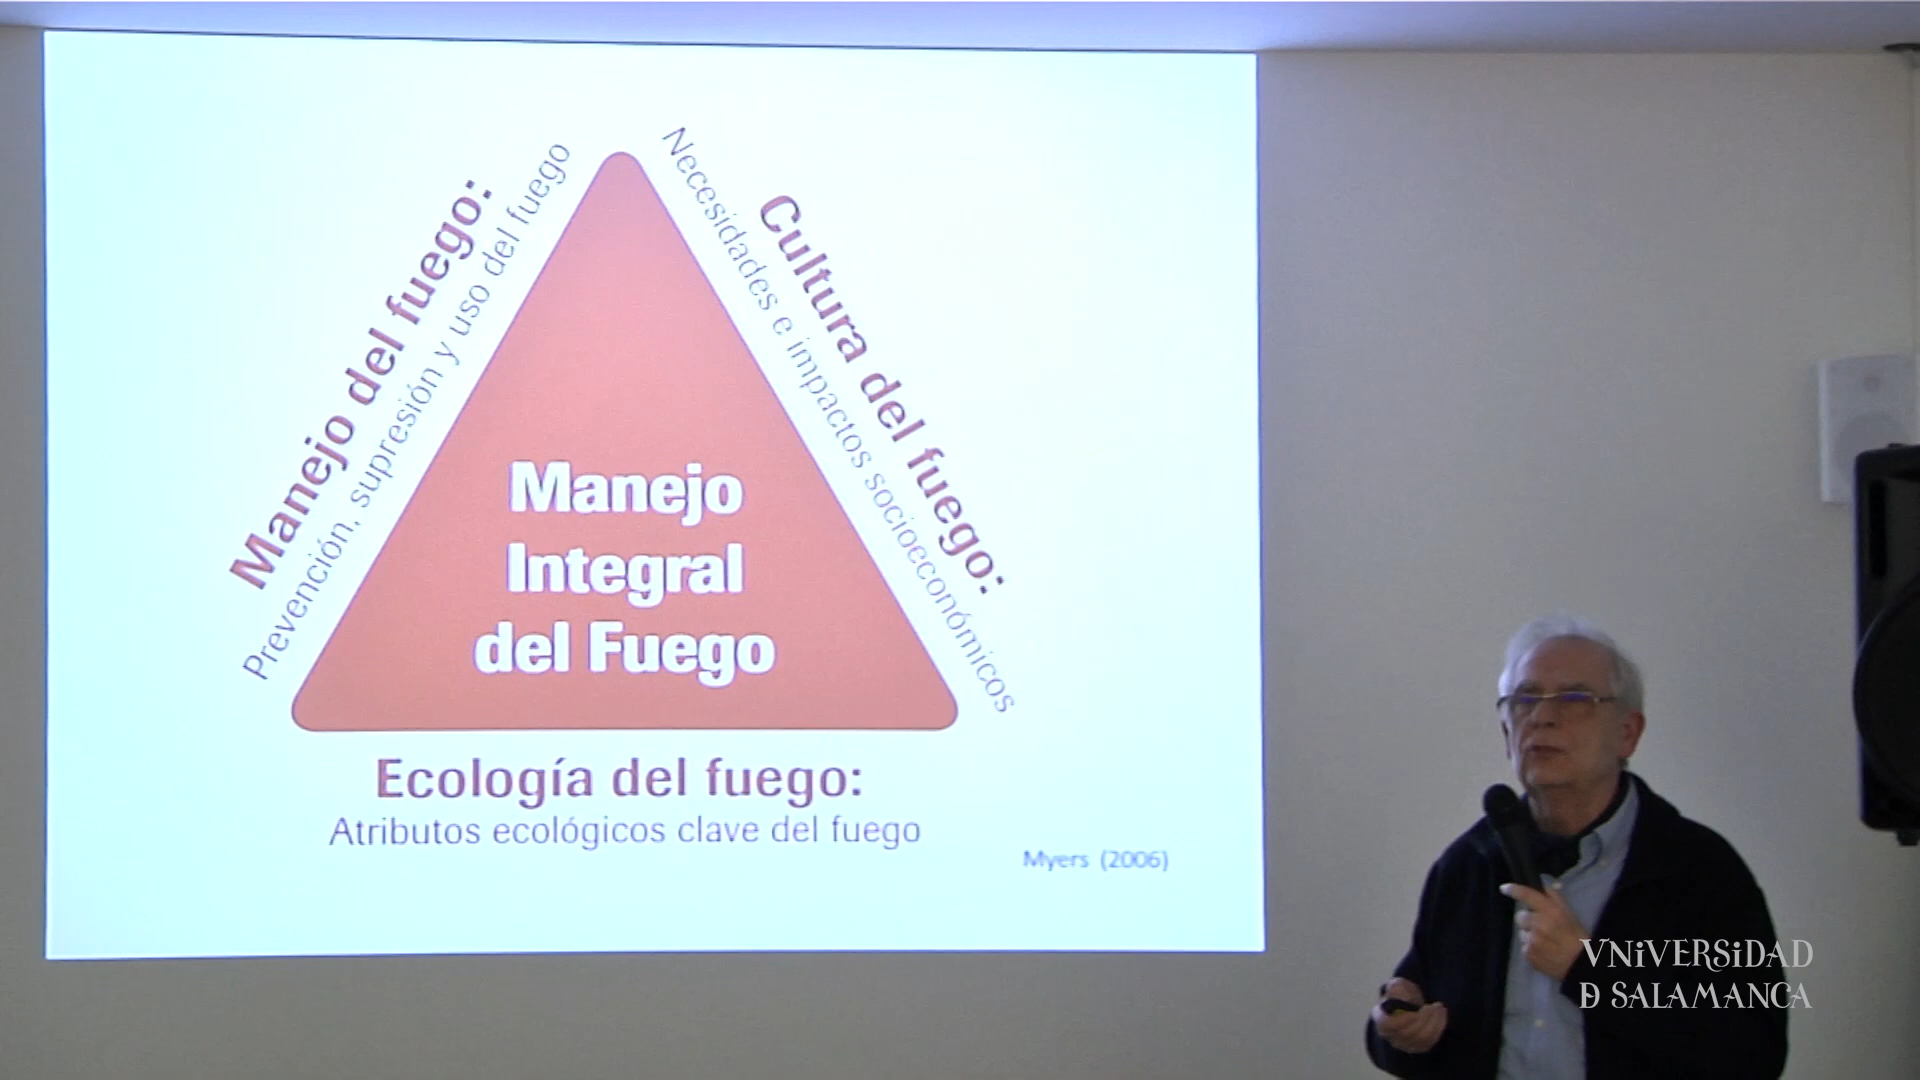 Manejo del fuego:
Prevención, supresión y uso del fuego
Cultura del fuego:
Necesidades e impactos socioeconómicos
Manejo
Integral
del Fuego
Ecología del fuego:
Atributos ecológicos clave del fuego
Myers (2006)
VNiVERSiDAD
D SALAMANCA